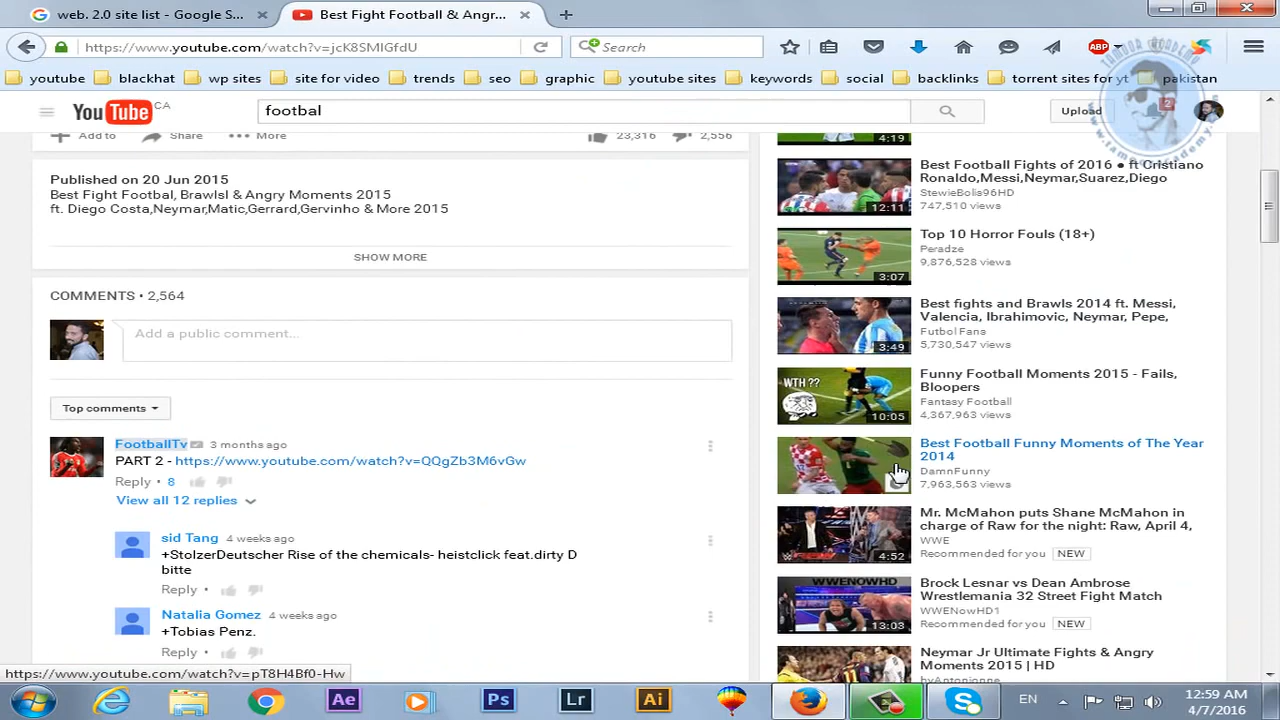 web. 2.0 site list - Google S...
Best Fight Football & Angr...
https://www.youtube.com/watch?v=jcK8SMIGfdU
Search
ABP
youtube
blackhat
wp sites
site for video
trends
seo
graphic
youtube sites
keywords
social
backlinks
torrent sites for yt
pakistan
YouTube CA
footbal
Upload
2
Add to
Share
More
23,316
2,556
Published on 20 Jun 2015
Best Fight Footbal, Brawlsl & Angry Moments 2015
ft. Diego Costa,Neymar,Matic,Gerrard,Gervinho & More 2015
SHOW MORE
COMMENTS • 2,564
Add a public comment...
Top comments
FootballTv 3 months ago
PART 2 - https://www.youtube.com/watch?v=QQgZb3M6vGw
Reply • 8
View all 12 replies
sid Tang 4 weeks ago
+StolzerDeutscher Rise of the chemicals- heistclick feat.dirty D
bitts
Reply
Natalia Gomez 4 weeks ago
+Tobias Penz.
Reply
4:19
12:11
Best Football Fights of 2016 ● ft Cristiano
Ronaldo,Messi,Neymar,Suarez,Diego
StewieBolis96HD
747,510 views
3:07
Top 10 Horror Fouls (18+)
Peradze
9,876,528 views
3:49
Best fights and Brawls 2014 ft. Messi,
Valencia, Ibrahimovic, Neymar, Pepe,
Futbol Fans
5,730,547 views
WTH ??
10:05
Funny Football Moments 2015 - Fails,
Bloopers
Fantasy Football
4,367,963 views
Best Football Funny Moments of The Year
2014
DamnFunny
7,963,563 views
4:52
Mr. McMahon puts Shane McMahon in
charge of Raw for the night: Raw, April 4,
WWE
Recommended for you NEW
WWENOWHD
13:03
Brock Lesnar vs Dean Ambrose
Wrestlemania 32 Street Fight Match
WWENowHD1
Recommended for you NEW
Neymar Jr Ultimate Fights & Angry
Moments 2015 | HD
byAntonionne
https://www.youtube.com/watch?v=pT8H4Bf0-Hw
Ae
Ps
Lr
Ai
EN
12:59 AM
4/7/2016